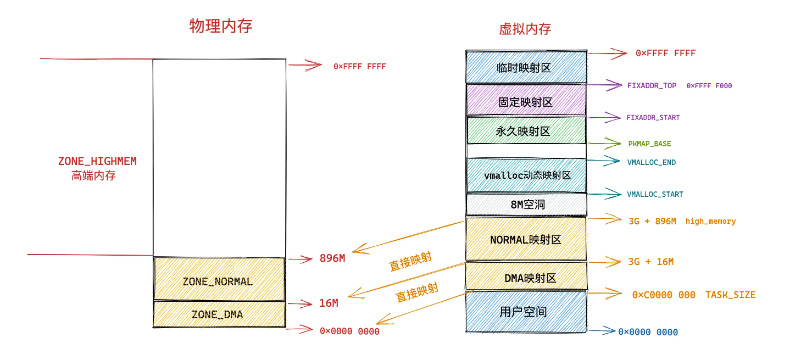 物理内存
0×FFFF FFFF
ZONE_HIGHMEM
高端内存
896M
ZONE_NORMAL
16M
ZONE_DMA
0×0000 0000
直接映射
直接映射
虚拟内存
0×FFFF FFFF
临时映射区
FIXADDR_TOP 0×FFFF F000
固定映射区
FIXADDR_START
永久映射区
PKMAP_BASE
VMALLOC_END
vmalloc动态映射区
VMALLOC_START
8M空洞
3G + 896M high_memory
NORMAL映射区
3G + 16M
DMA映射区
0×C0000 000 TASK_SIZE
用户空间
0×0000 0000